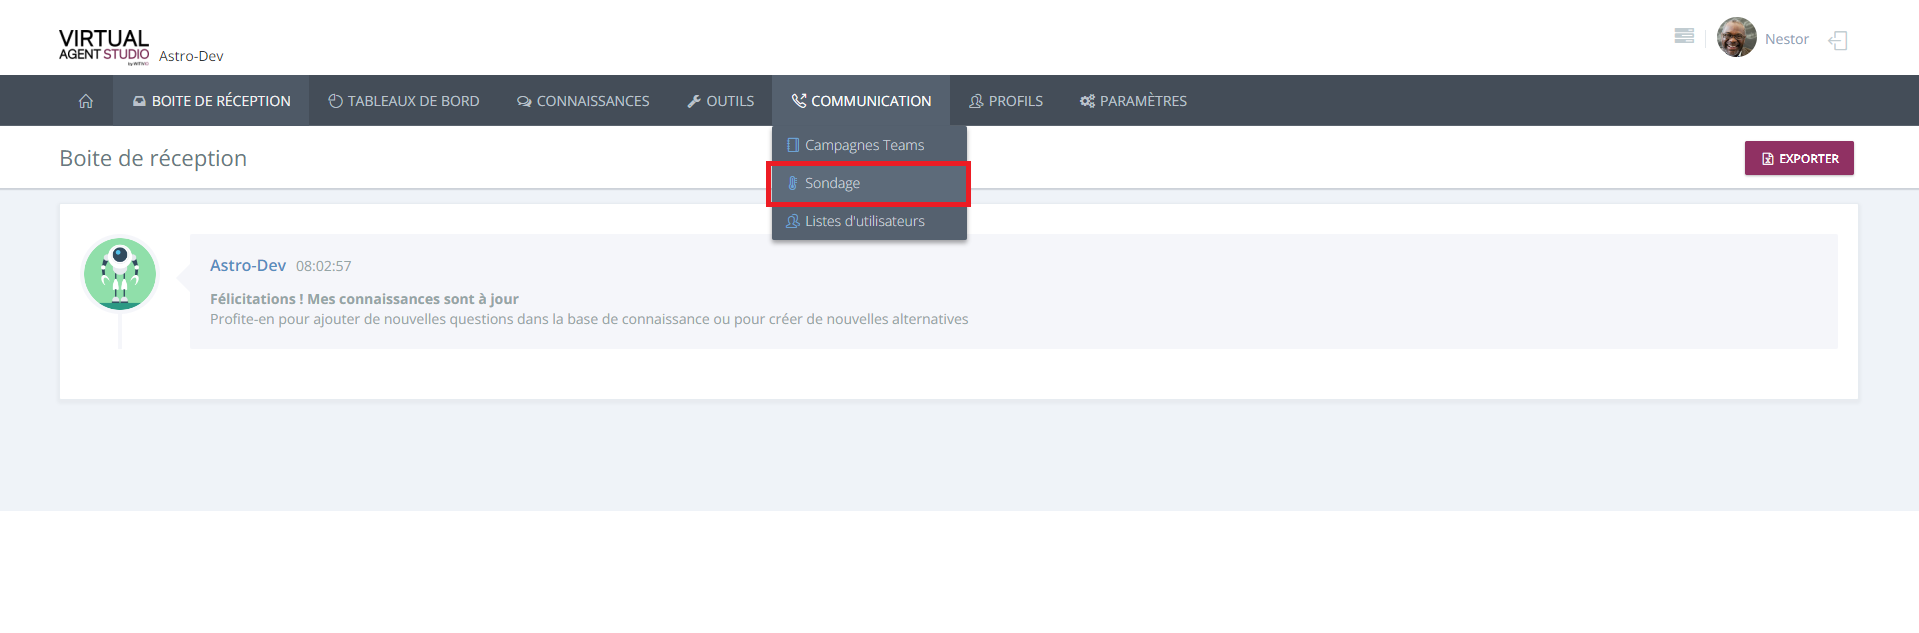 VIRTUAL
AGENT STUDIO
Astro-Dev
Nestor
BOITE DE RÉCEPTION
TABLEAUX DE BORD
CONNAISSANCES
OUTILS
COMMUNICATION
PROFILS
PARAMÈTRES
Campagnes Teams
Sondage
Listes d'utilisateurs
Boite de réception
EXPORTER
Astro-Dev 08:02:57
Félicitations ! Mes connaissances sont à jour
Profite-en pour ajouter de nouvelles questions dans la base de connaissance ou pour créer de nouvelles alternatives